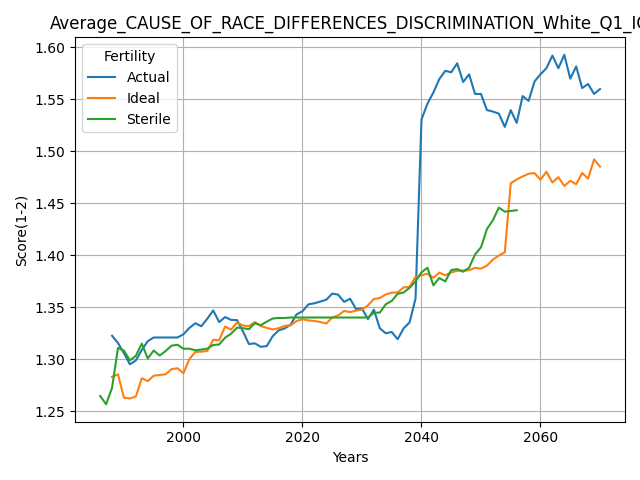 Average_CAUSE_OF_RACE_DIFFERENCES_DISCRIMINATION_White_Q1_IC
Fertility
Actual
Ideal
Sterile
Score(1-2)
1.60
1.55
1.50
1.45
1.40
1.35
1.30
1.25
2000 2020 2040 2060
Years